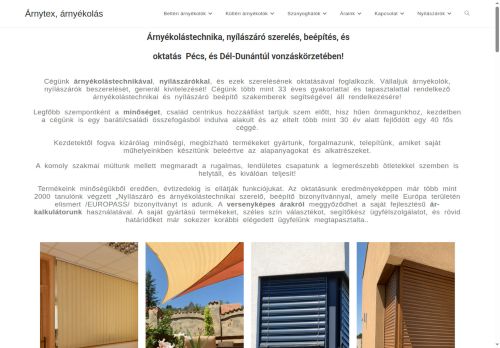 Árnytex, árnyékolás
Beltéri árnyékolók
Kültéri árnyékolók
Szúnyoghálók
Áraink
Kapcsolat
Nyílászárók
Árnyékolástechnika, nyílászáró szerelés, beépítés, és
oktatás Pécs, és Dél-Dunántúl vonzáskörzetében!
Cégünk árnyékolástechnikával, nyílászárókkal, és ezek szerelésének oktatásával foglalkozik. Vállaljuk árnyékolók,
nyílászárók beszerelését, generál kivitelezését! Cégünk több mint 33 éves gyakorlattal és tapasztalattal rendelkező
árnyékolástechnikai és nyílászáró beépítő szakemberek segítségével áll rendelkezésére!
Legfőbb szempontként a minőséget, család centrikus hozzáállást tartjuk szem előtt, hisz hűen önmagunkhoz, kezdetben
a cégünk is egy baráti/családi összefogásból indulva alakult és az eltelt több mint 30 év alatt fejlődött egy 40 fős
céggé.
Kezdetektől fogva kizárólag minőségi, megbízható termékeket gyártunk, forgalmazunk, telepítünk, amiket saját
műhelyeinkben készítünk beleértve az alapanyagokat és alkatrészeket.
A komoly szakmai múltunk mellett megmaradt a rugalmas, lendületes csapatunk a legmerészebb ötletekkel szemben is
helytáll, és kiválóan teljesít!
Termékeink minőségükből eredően, évtizedekig is ellátják funkciójukat. Az oktatásunk eredményeképpen már több mint
2000 tanulónk végzett „Nyílászáró és árnyékolástechnikai szerelő, beépítő bizonyítvánnyal, amely mellé Európa területén
elismert /EUROPASS/ bizonyítványt is adunk. A versenyképes árakról meggyőződhet a saját fejlesztésű ár-
kalkulátorunk használatával. A saját gyártású termékeket, széles szín választékot, segítőkész ügyfélszolgálatot, és rövid
határidőket már sokezer korábbi elégedett ügyfelünk megtapasztalta..